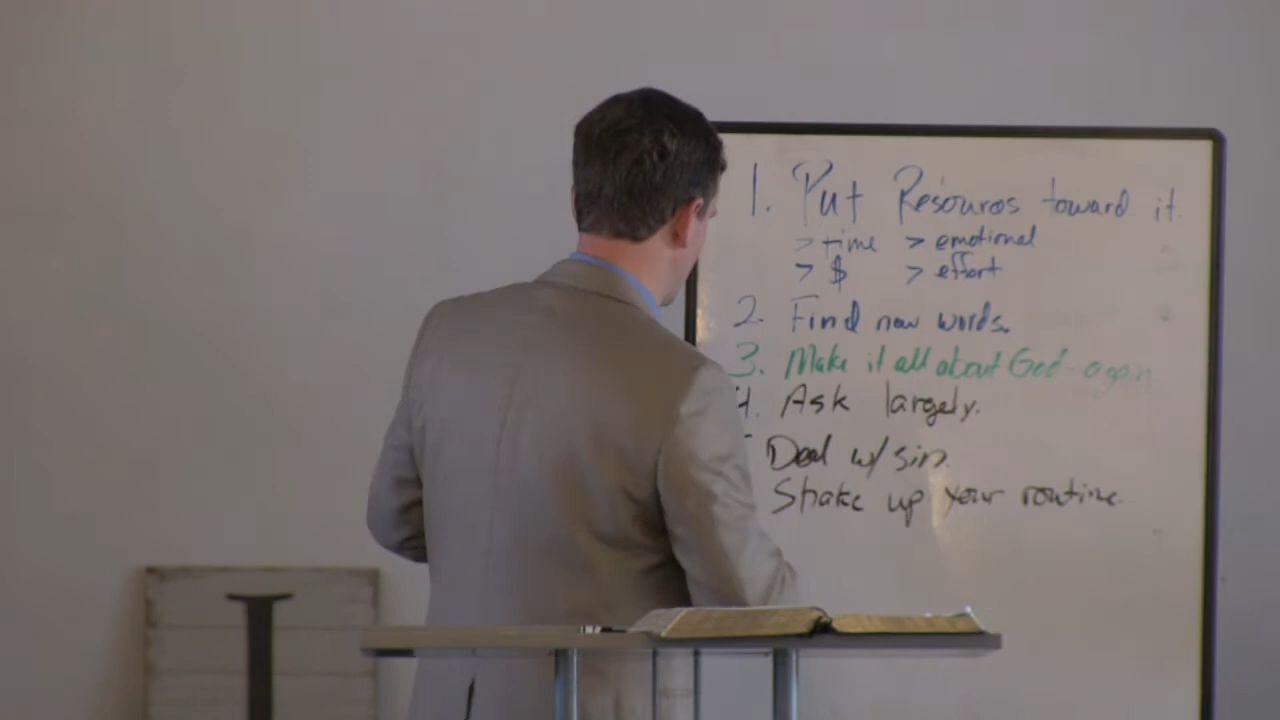 1. Put Resources toward it.
> time > emotional
> $ > effort
2. Find new words.
3. Make it all about God again
4. Ask largely.
Deal w/ sin.
Shake up your routine.
I